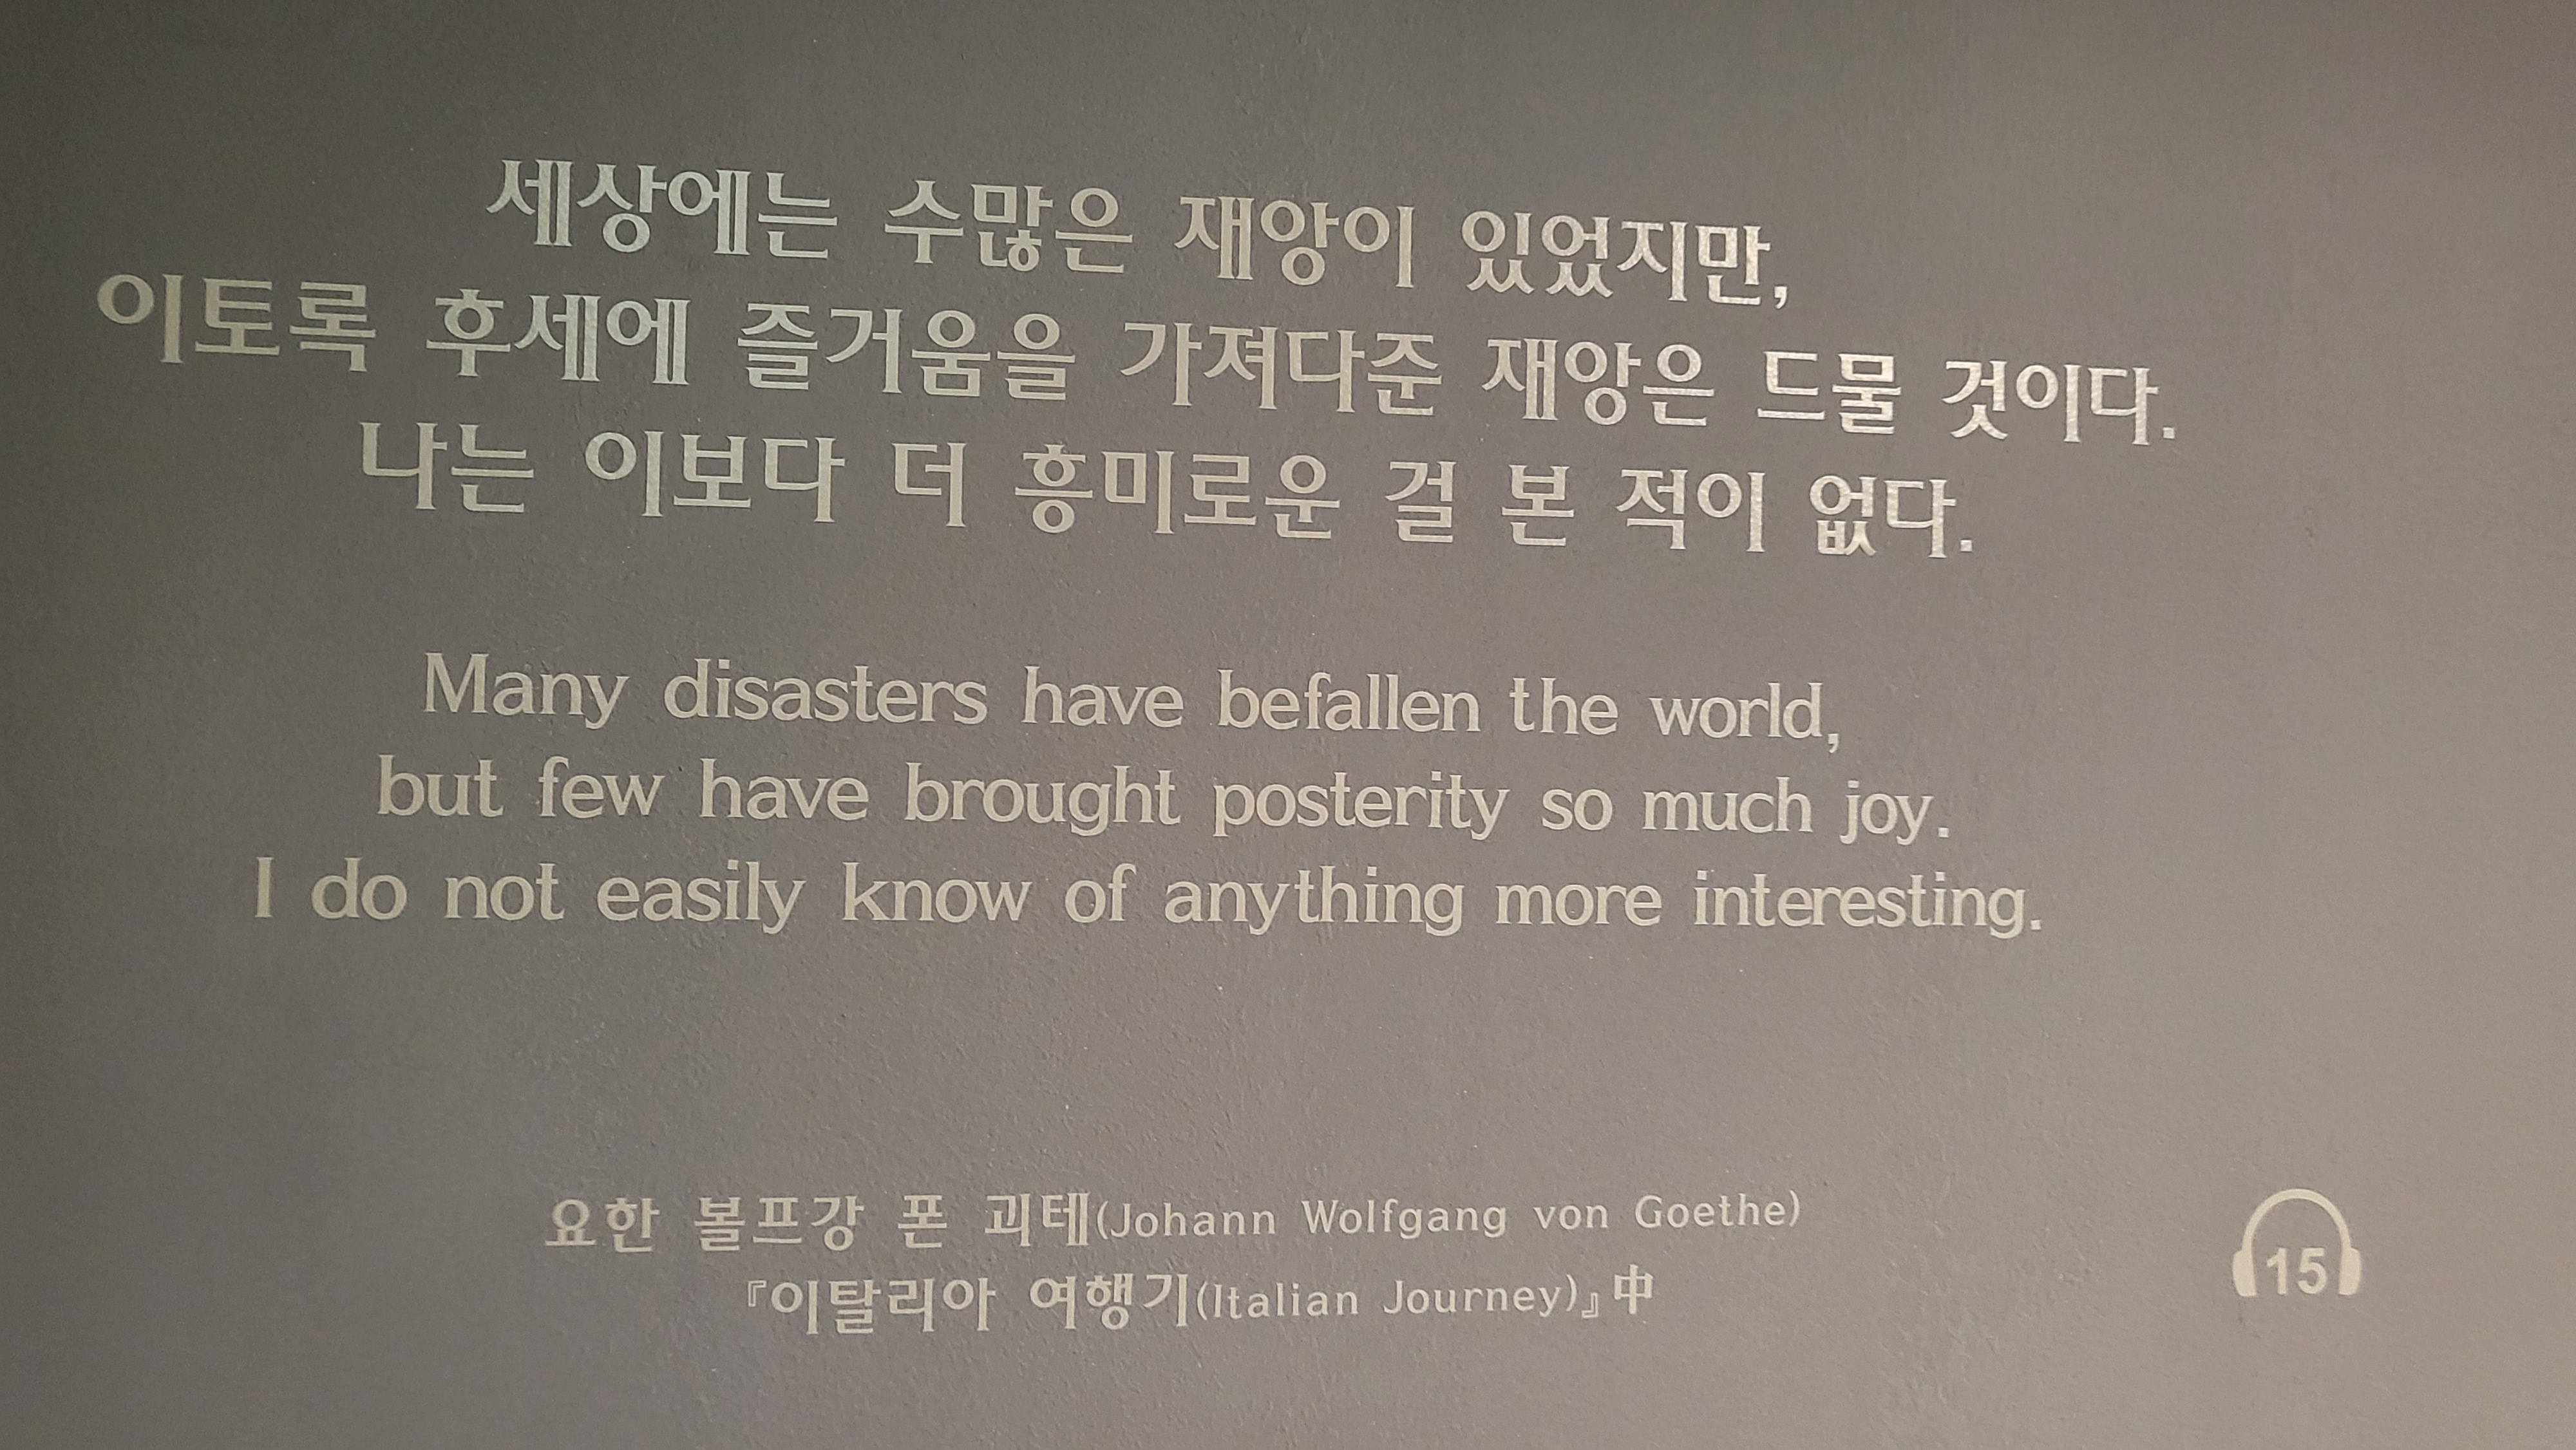 세상에는 수많은 재앙이 있었지만,
이토록 후세에 즐거움을 가져다준 재앙은 드물 것이다.
나는 이보다 더 흥미로운 걸 본 적이 없다.
Many disasters have befallen the world,
but few have brought posterity so much joy.
I do not easily know of anything more interesting.
요한 볼프강 폰 괴테(Johann Wolfgang von Goethe)
『이탈리아 여행기(Italian Journey)』中
15